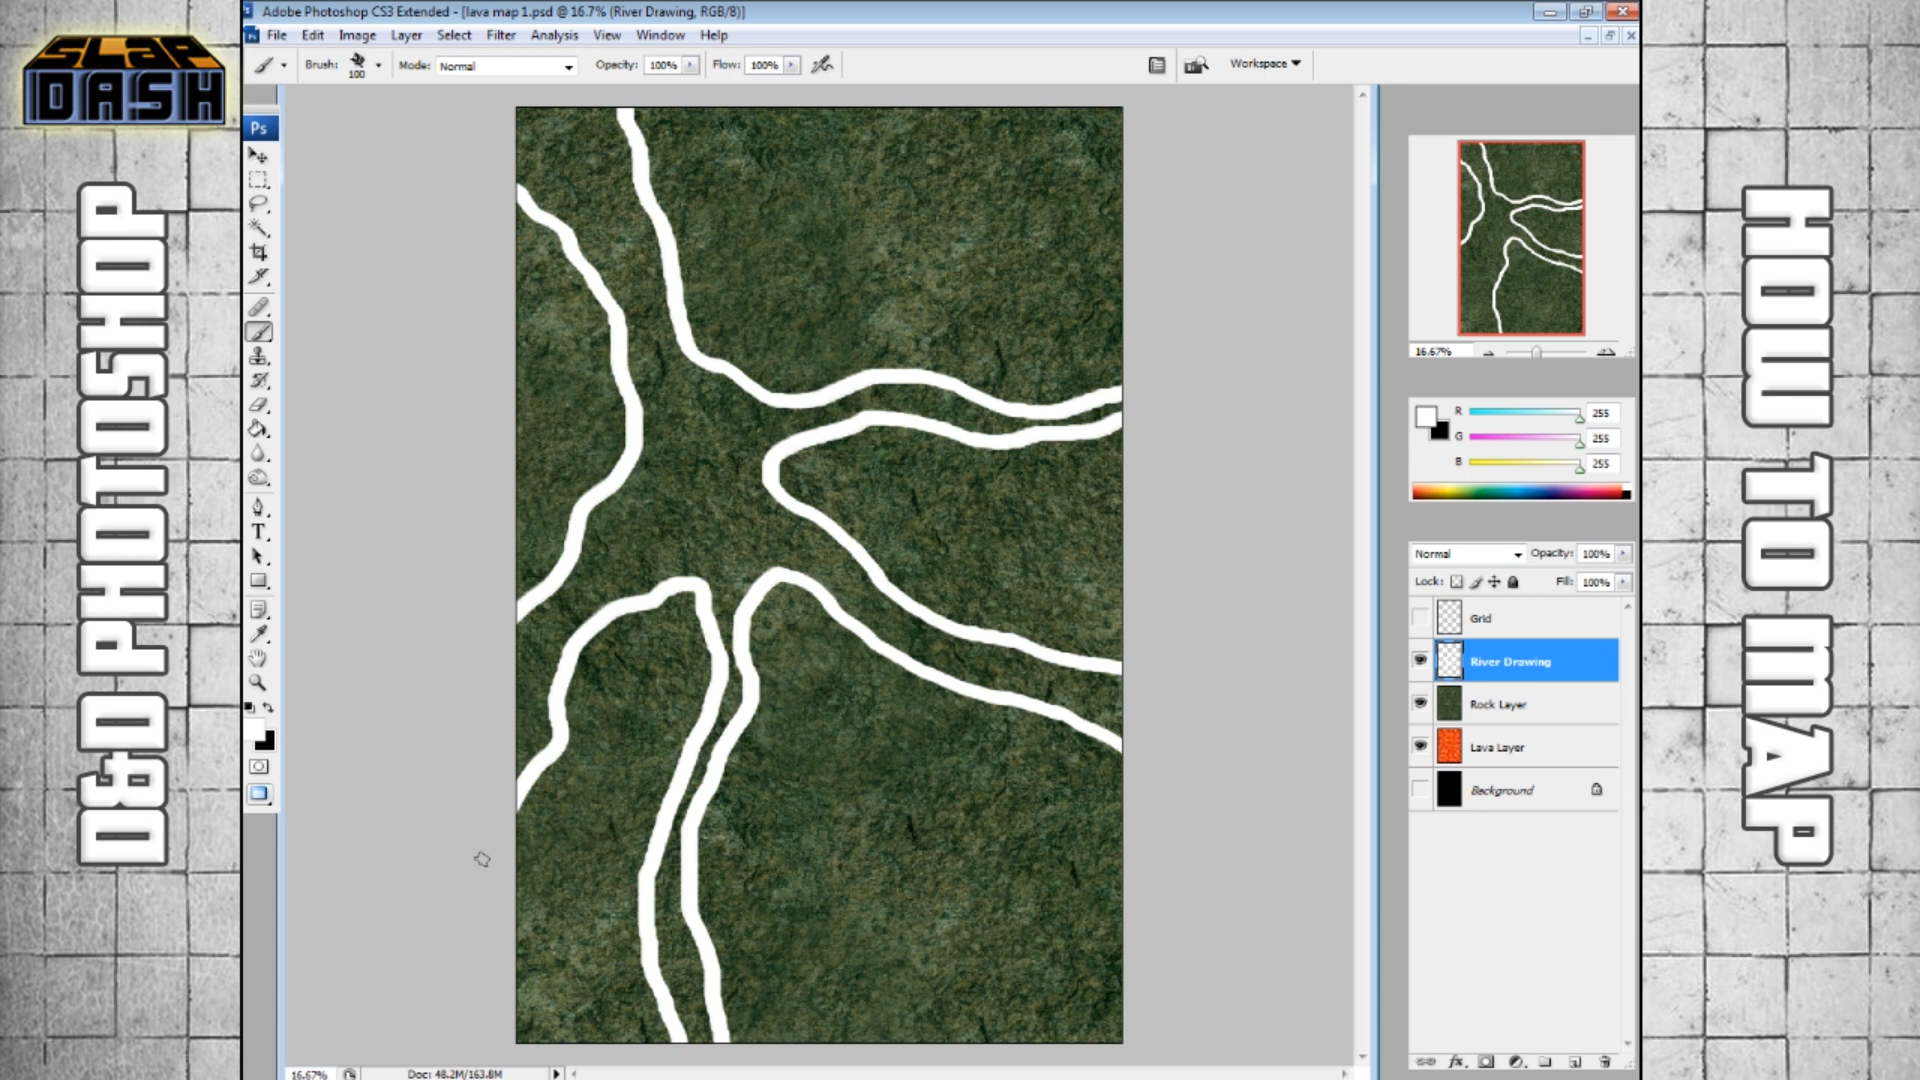 SLAP
DASH
D&D PHOTOSHOP
HOW TO MAP
Adobe Photoshop CS3 Extended - [lava map 1.psd @ 16.7% (River Drawing, RGB/8)]
File Edit Image Layer Select Filter Analysis View Window Help
Brush: 100 Mode: Normal Opacity: 100% Flow: 100% Workspace
Ps
T
16.67%
R 255
G 255
B 255
Normal Opacity: 100%
Lock: Fill: 100%
Grid
River Drawing
Rock Layer
Lava Layer
Background
fx
16.67% Doc: 48.2M/163.8M